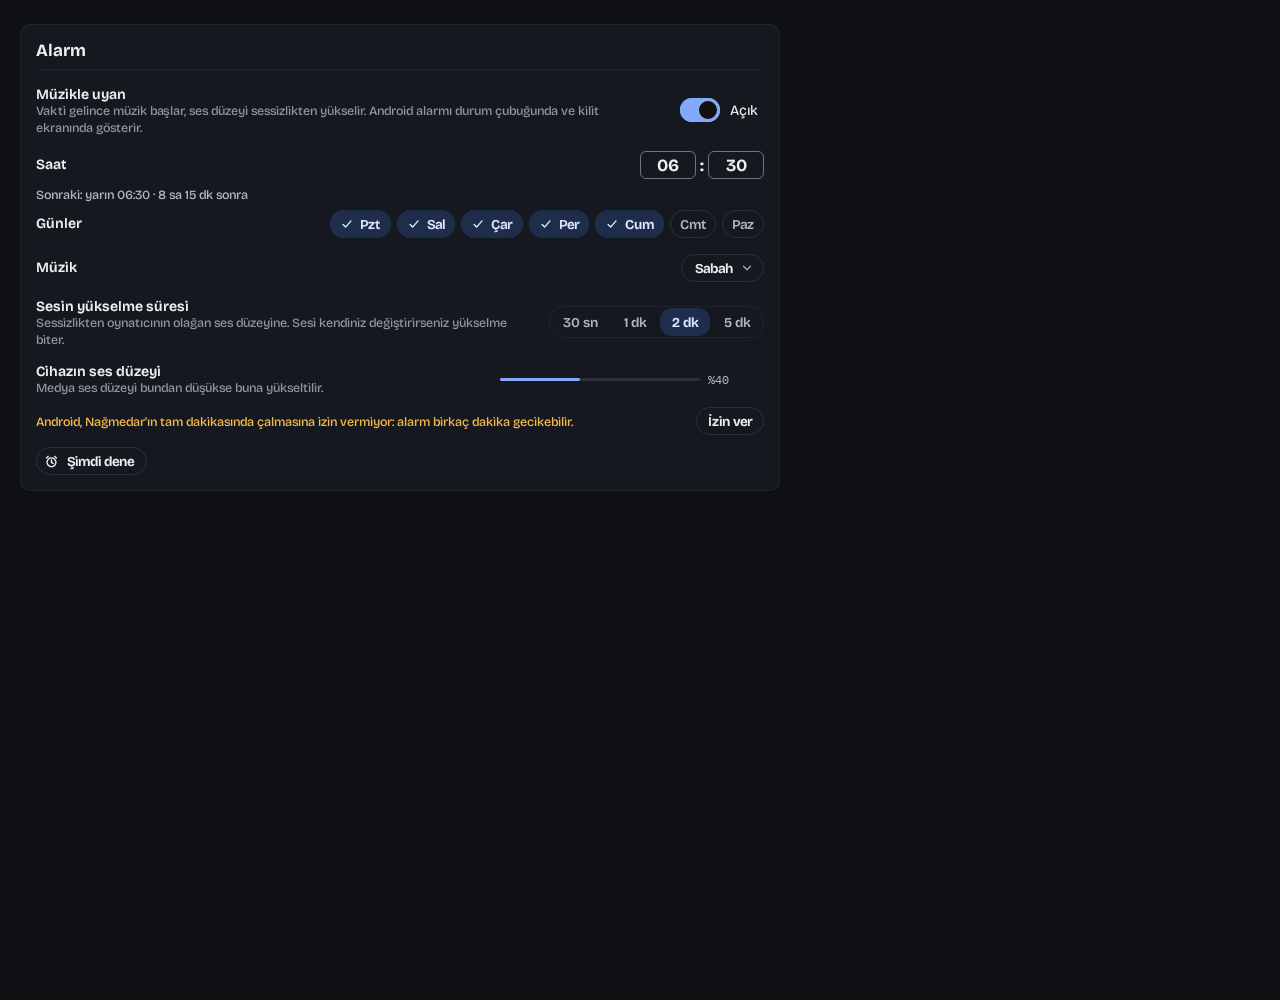 Alarm
Müzikle uyan
Vakti gelince müzik başlar, ses düzeyi sessizlikten yükselir. Android alarmı durum çubuğunda ve kilit
ekranında gösterir.
Açık
Saat
06 : 30
Sonraki: yarın 06:30 · 8 sa 15 dk sonra
Günler
Pzt Sal Çar Per Cum Cmt Paz
Müzik
Sabah
Sesin yükselme süresi
Sessizlikten oynatıcının olağan ses düzeyine. Sesi kendiniz değiştirirseniz yükselme
biter.
30 sn 1 dk 2 dk 5 dk
Cihazın ses düzeyi
Medya ses düzeyi bundan düşükse buna yükseltilir.
%40
Android, Nağmedar'ın tam dakikasında çalmasına izin vermiyor: alarm birkaç dakika gecikebilir.
İzin ver
Şimdi dene